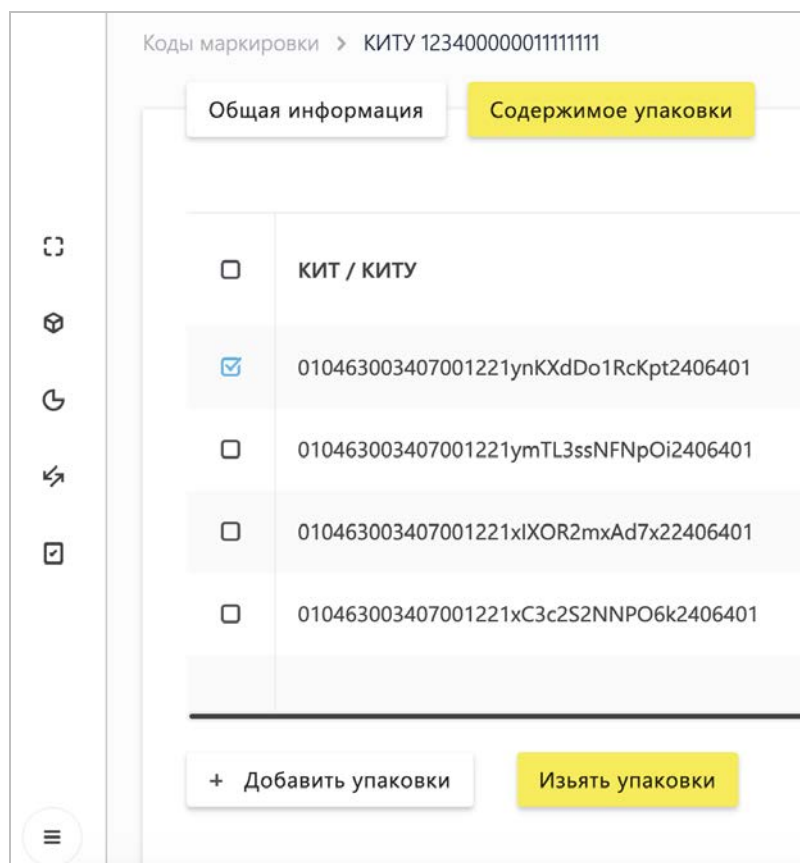 Коды маркировки > КИТУ 123400000011111111
Общая информация Содержимое упаковки
КИТ / КИТУ
010463003407001221ynKXdDo1RcKpt2406401
010463003407001221ymTL3ssNFNpOi2406401
010463003407001221xlXOR2mxAd7x22406401
010463003407001221xC3c2S2NNPO6k2406401
+ Добавить упаковки Изьять упаковки